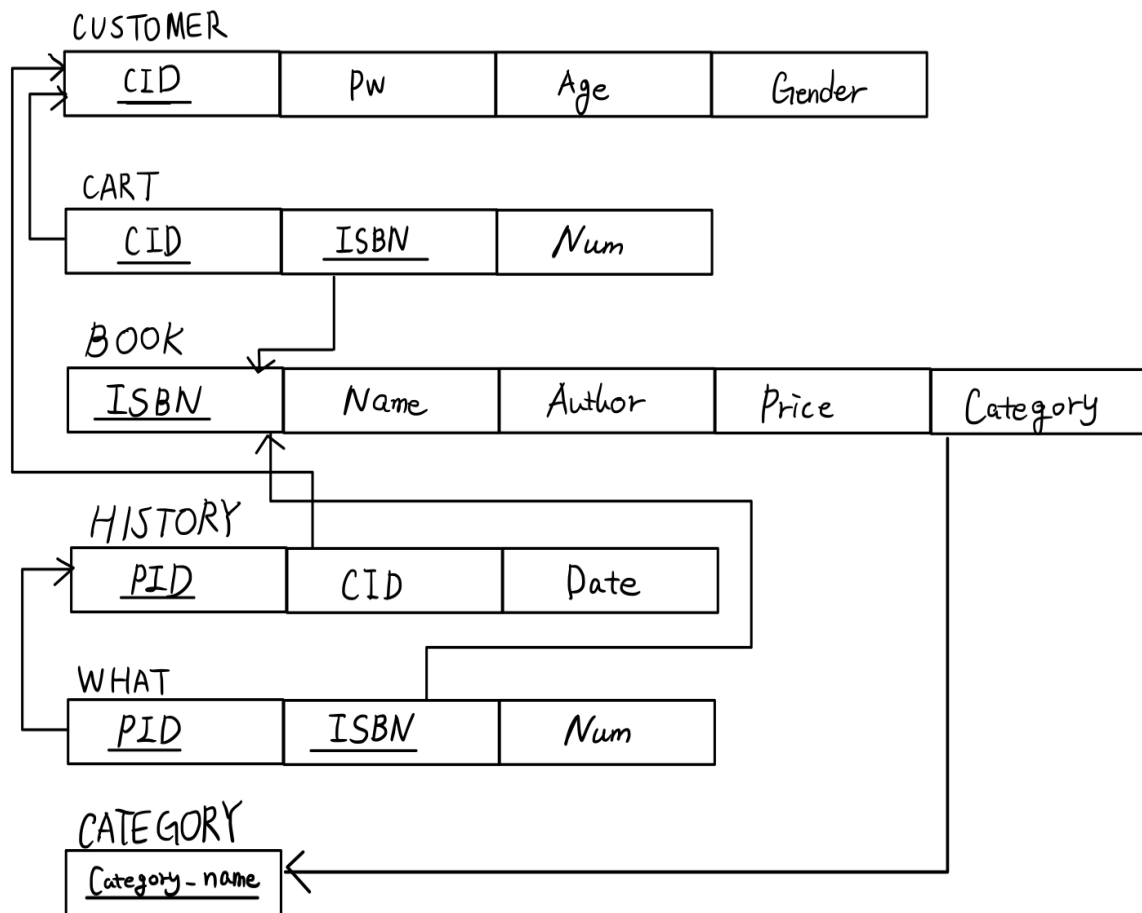 CUSTOMER
CID Pw Age Gender
CART
CID ISBN Num
BOOK
ISBN Name Author Price Category
HISTORY
PID CID Date
WHAT
PID ISBN Num
CATEGORY
Category_name